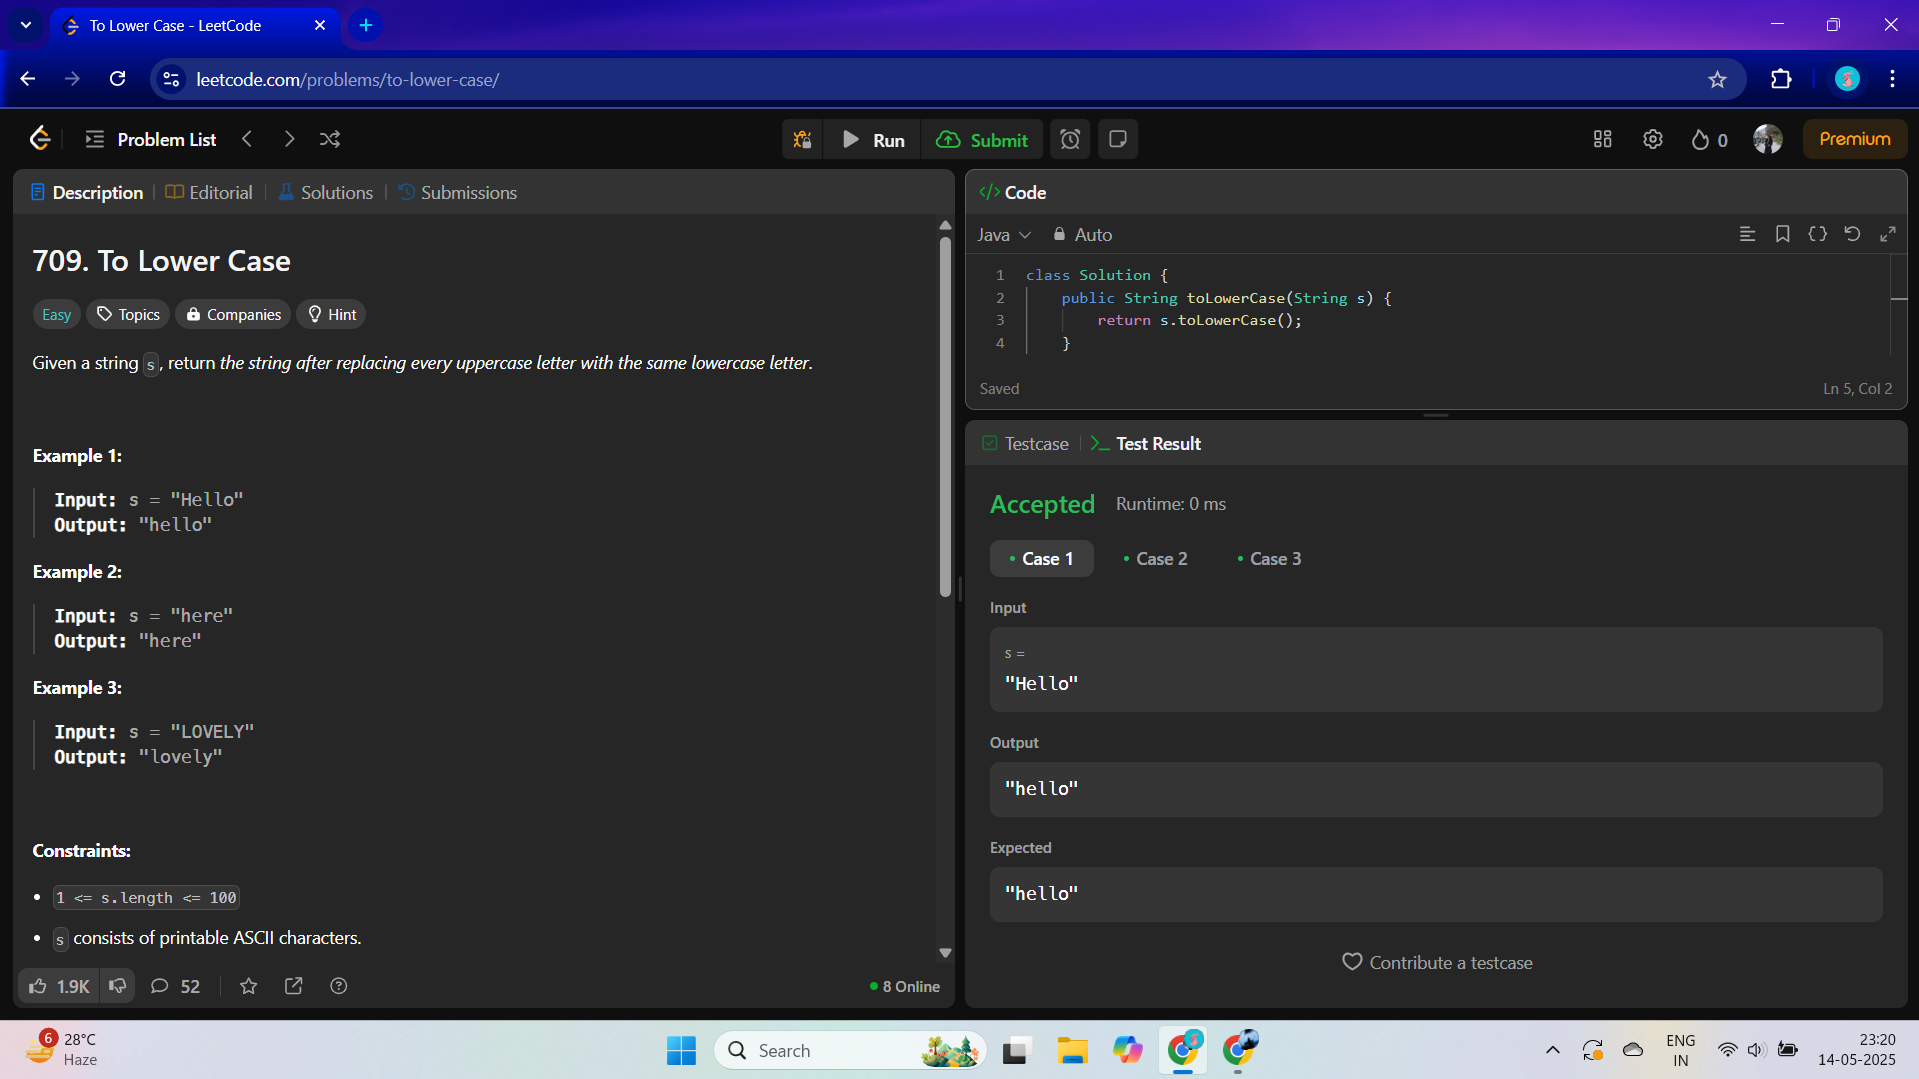 To Lower Case - LeetCode
leetcode.com/problems/to-lower-case/
Problem List
Run
Submit
0
Premium
Description
Editorial
Solutions
Submissions
709. To Lower Case
Easy
Topics
Companies
Hint
Given a string s, return the string after replacing every uppercase letter with the same lowercase letter.
Example 1:
Input: s = "Hello"
Output: "hello"
Example 2:
Input: s = "here"
Output: "here"
Example 3:
Input: s = "LOVELY"
Output: "lovely"
Constraints:
1 <= s.length <= 100
s consists of printable ASCII characters.
1.9K
52
8 Online
</> Code
Java
Auto
1 class Solution {
2 public String toLowerCase(String s) {
3 return s.toLowerCase();
4 }
Saved
Ln 5, Col 2
Testcase
Test Result
Accepted
Runtime: 0 ms
Case 1
Case 2
Case 3
Input
s =
"Hello"
Output
"hello"
Expected
"hello"
Contribute a testcase
6
28°C
Haze
Search
ENG
IN
23:20
14-05-2025